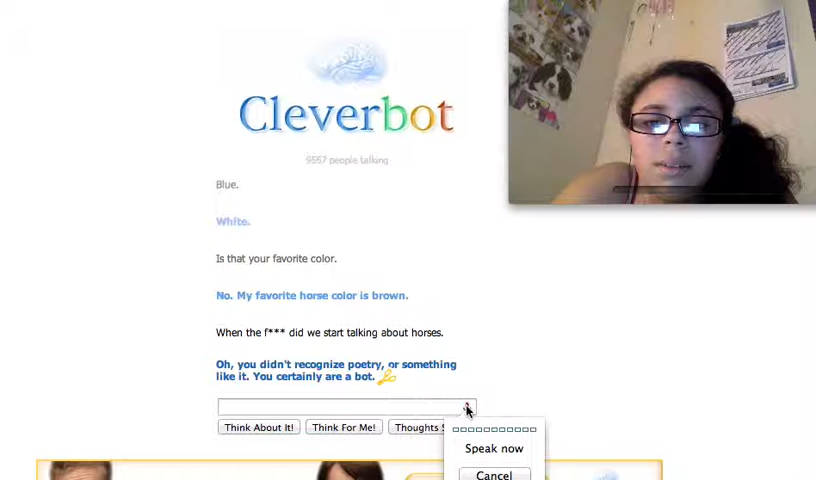 Cleverbot
9557 people talking
Blue.
White.
Is that your favorite color.
No. My favorite horse color is brown.
When the f*** did we start talking about horses.
Oh, you didn't recognize poetry, or something
like it. You certainly are a bot.
Think About It! Think For Me! Thoughts S
Speak now
Cancel